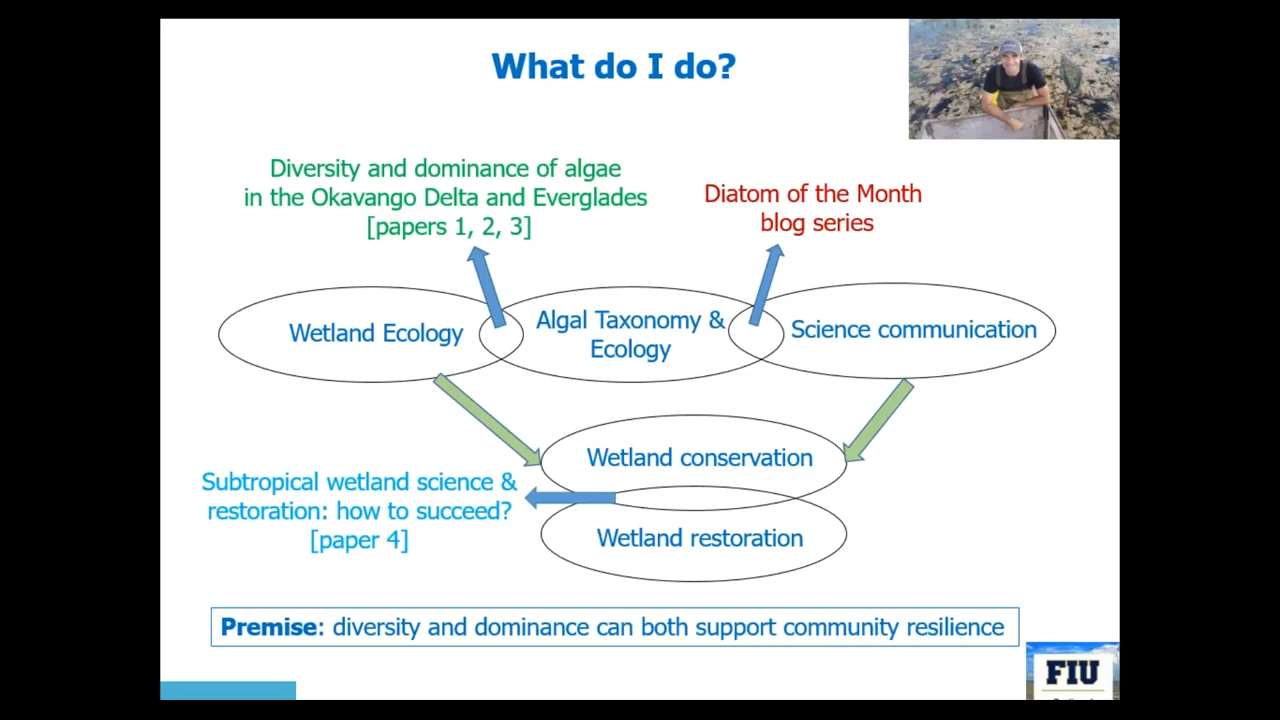 What do I do?
Diversity and dominance of algae
in the Okavango Delta and Everglades
[papers 1, 2, 3]
Diatom of the Month
blog series
Wetland Ecology
Algal Taxonomy &
Ecology
Science communication
Wetland conservation
Subtropical wetland science &
restoration: how to succeed?
[paper 4]
Wetland restoration
Premise: diversity and dominance can both support community resilience
FIU